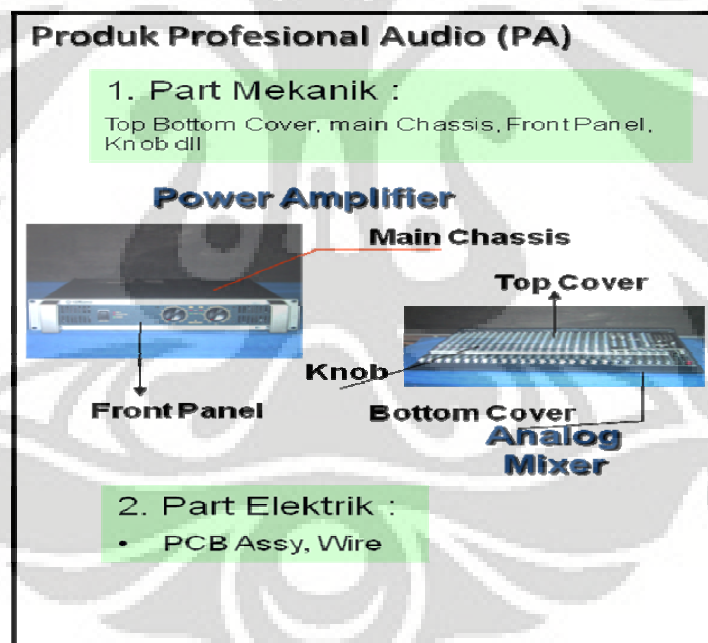 Produk Profesional Audio (PA)
1. Part Mekanik :
Top Bottom Cover, main Chassis, Front Panel,
Knob dll
Power Amplifier
Main Chassis
Top Cover
Knob
Front Panel
Bottom Cover
Analog
Mixer
2. Part Elektrik :
• PCB Assy, Wire